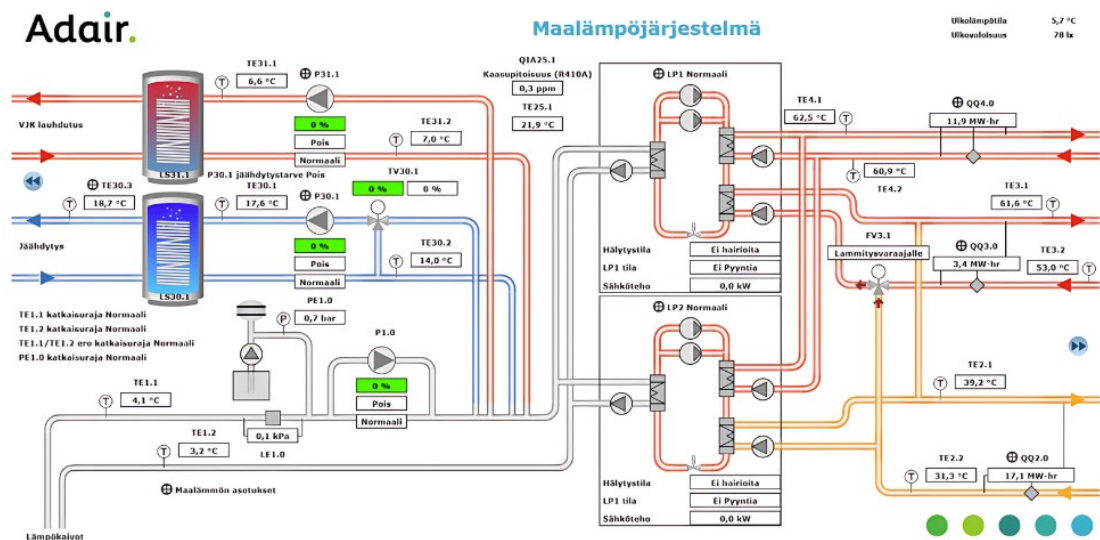 Adair.
Maalämpöjärjestelmä
Ulkolämpötila 5,7 °C
Ulkovaloisuus 78 lx
TE31.1
6,6 °C
P31.1
0 %
Pois
Normaali
VJK lauhdutus
LS31.1
TE31.2
7,0 °C
QIA25.1
Kaasupitoisuus (R410A)
0,3 ppm
TE25.1
21,9 °C
P30.1 jäähdytystarve Pois
TE30.3
18,7 °C
TE30.1
17,6 °C
P30.1
0 %
Pois
Normaali
TV30.1
0 % 0 %
TE30.2
14,0 °C
Jäähdytys
LS30.1
TE1.1 katkaisuraja Normaali
TE1.2 katkaisuraja Normaali
TE1.1/TE1.2 ero katkaisuraja Normaali
PE1.0 katkaisuraja Normaali
PE1.0
P
0,7 bar
P1.0
0 %
Pois
Normaali
TE1.1
4,1 °C
TE1.2
3,2 °C
0,1 kPa
LE1.0
Maalämmön asetukset
Lämpökaivot
LP1 Normaali
Hälytystila Ei hairioita
LP1 tila Ei Pyyntia
Sähköteho 0,0 kW
LP2 Normaali
Hälytystila Ei hairioita
LP1 tila Ei Pyyntia
Sähköteho 0,0 kW
TE4.1
62,5 °C
QQ4.0
11,9 MW-hr
60,9 °C
TE4.2
TE3.1
61,6 °C
FV3.1
Lammitysvaraajalle
QQ3.0
3,4 MW-hr
TE3.2
53,0 °C
TE2.1
39,2 °C
TE2.2
31,3 °C
QQ2.0
17,1 MW-hr